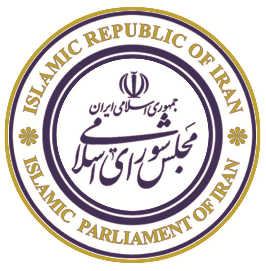 ISLAMIC REPUBLIC OF IRAN
جمهوری اسلامی ایران
مجلس شورای اسلامی
ISLAMIC PARLIAMENT OF IRAN